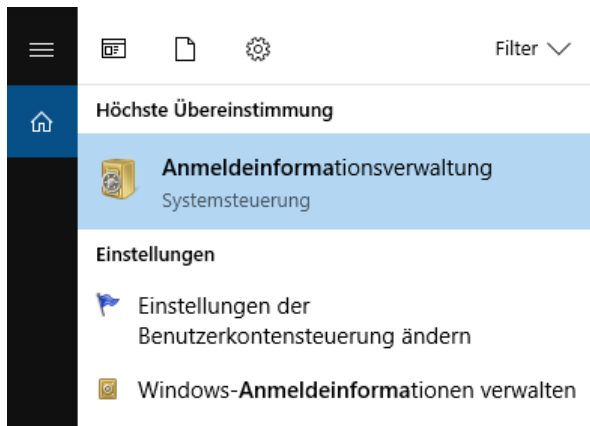 Filter
Höchste Übereinstimmung
Anmeldeinformationsverwaltung
Systemsteuerung
Einstellungen
Einstellungen der
Benutzerkontensteuerung ändern
Windows-Anmeldeinformationen verwalten